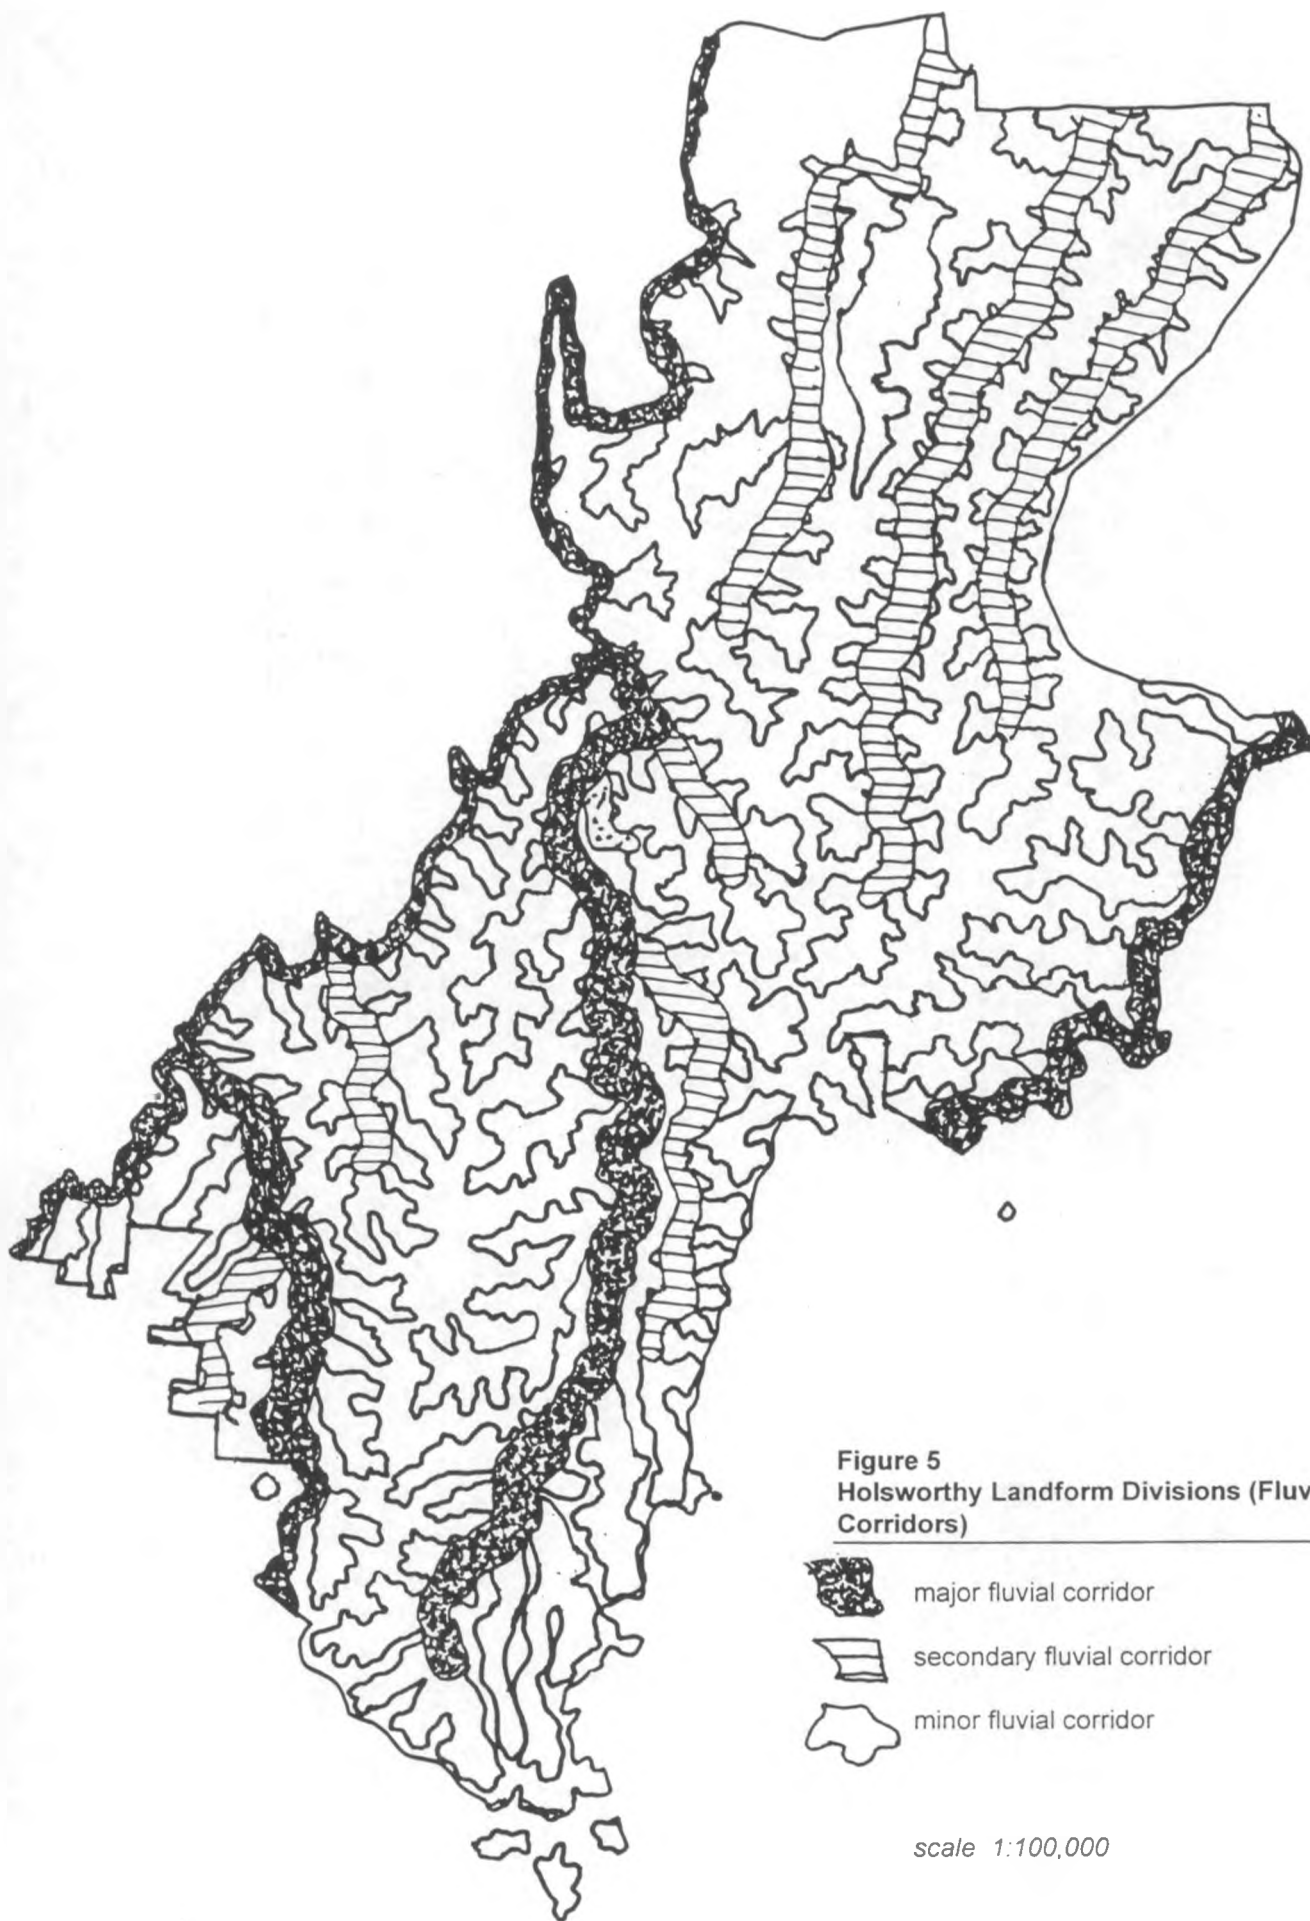 Figure 5
Holsworthy Landform Divisions (Fluv
Corridors)
major fluvial corridor
secondary fluvial corridor
minor fluvial corridor
scale 1:100,000